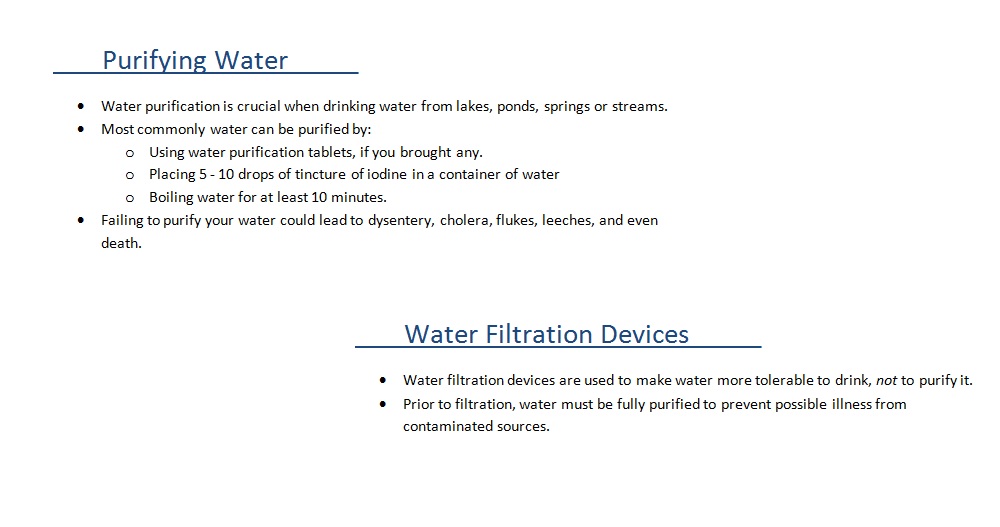 Purifying Water
• Water purification is crucial when drinking water from lakes, ponds, springs or streams.
• Most commonly water can be purified by:
o Using water purification tablets, if you brought any.
o Placing 5 - 10 drops of tincture of iodine in a container of water
o Boiling water for at least 10 minutes.
• Failing to purify your water could lead to dysentery, cholera, flukes, leeches, and even
death.
Water Filtration Devices
• Water filtration devices are used to make water more tolerable to drink, not to purify it.
• Prior to filtration, water must be fully purified to prevent possible illness from
contaminated sources.